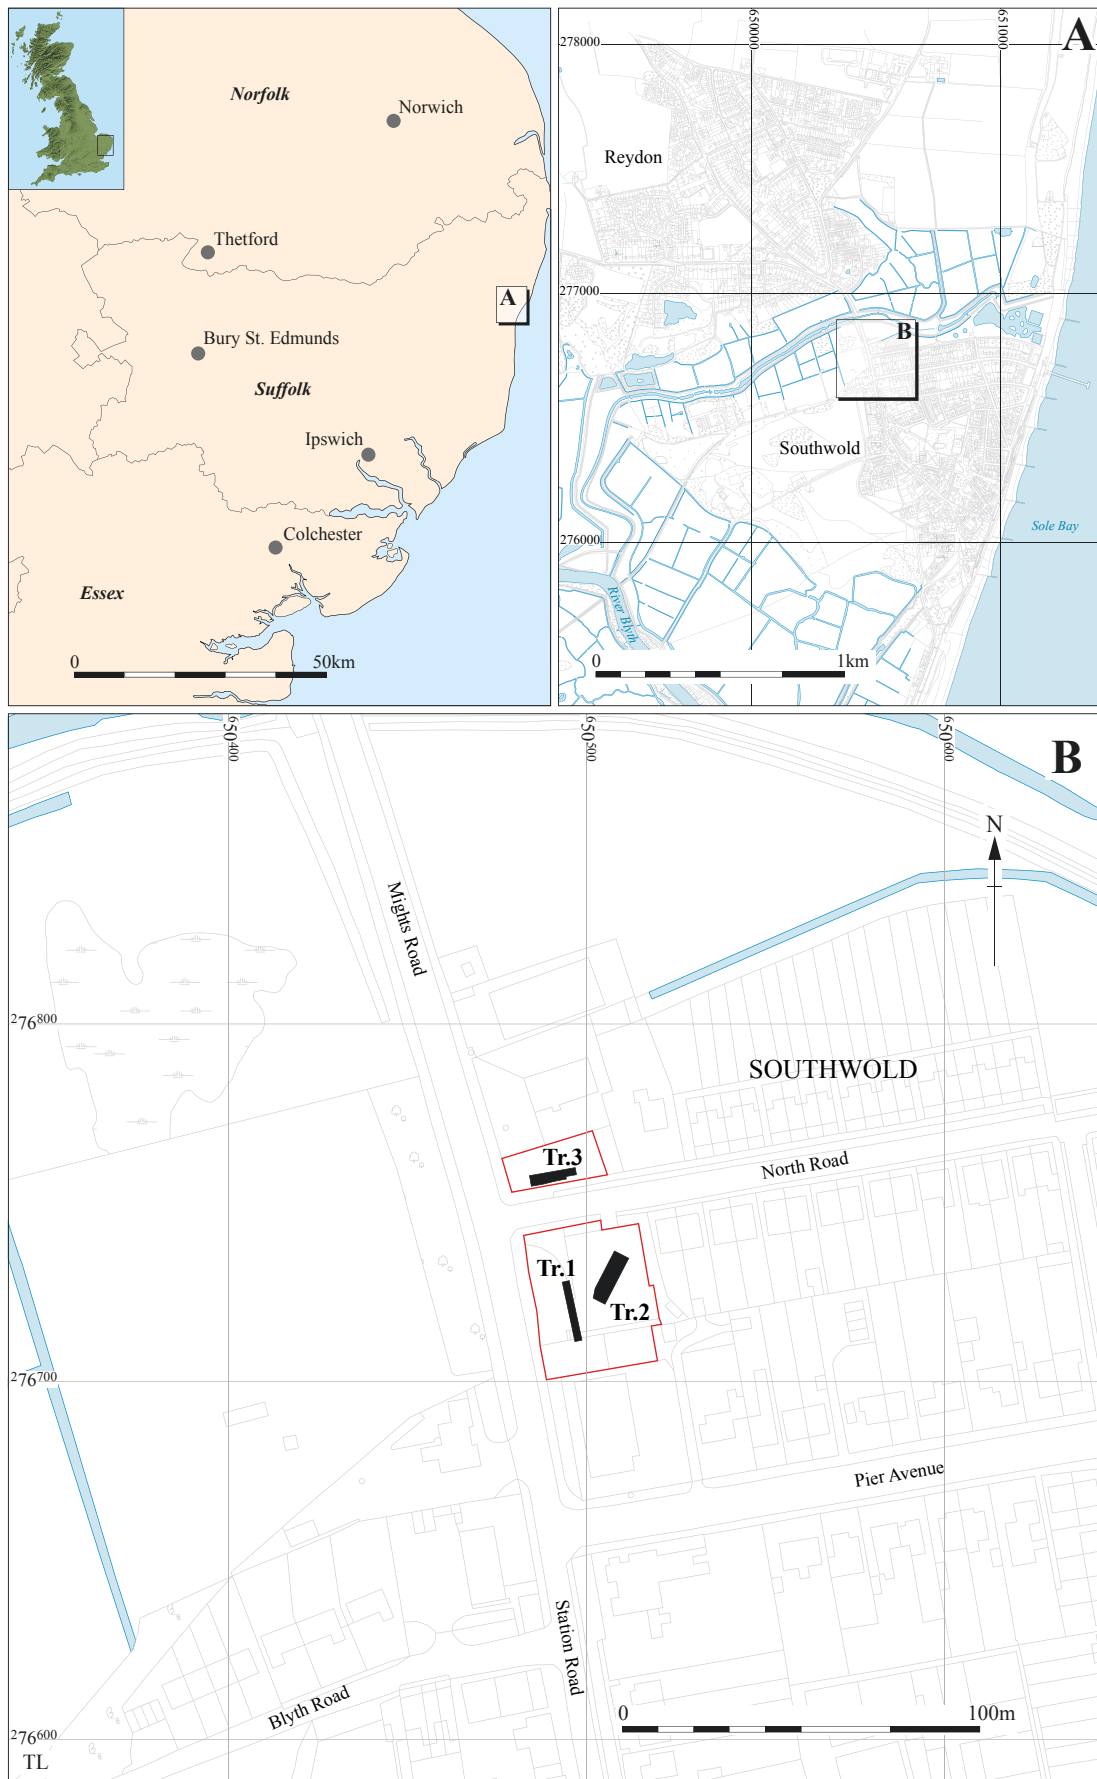 Norfolk
Norwich
Thetford
A
Bury St. Edmunds
Suffolk
Ipswich
Colchester
Essex
0 50km
A
650000
651000
278000
Reydon
277000
B
Southwold
Sole Bay
276000
River Blyth
0 1km
B
650400
650500
650600
N
Mights Road
276800
SOUTHWOLD
Tr.3
North Road
Tr.1
Tr.2
276700
Pier Avenue
Station Road
Blyth Road
0 100m
276600
TL